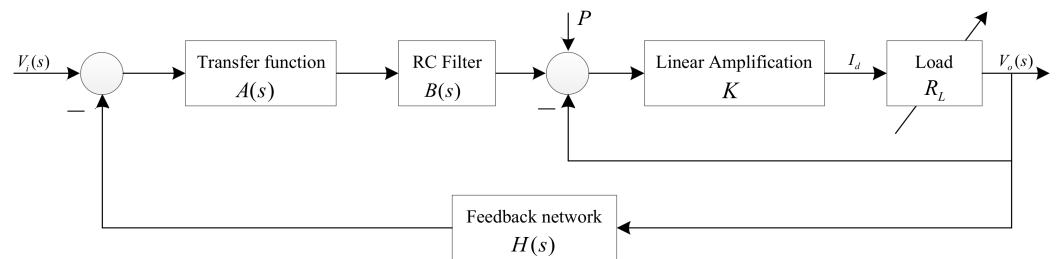 P
V_i(s)
Transfer function
A(s)
RC Filter
B(s)
Linear Amplification
K
I_d
Load
R_L
V_o(s)
—
—
Feedback network
H(s)